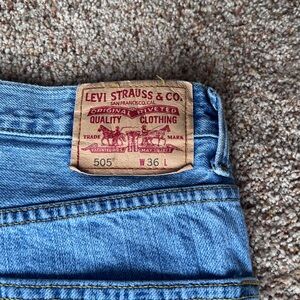 LEVI STRAUSS & CO.
SAN FRANCISCO, CAL.
ORIGINAL RIVETED
QUALITY CLOTHING
TRADE MARK
505 W 36 L